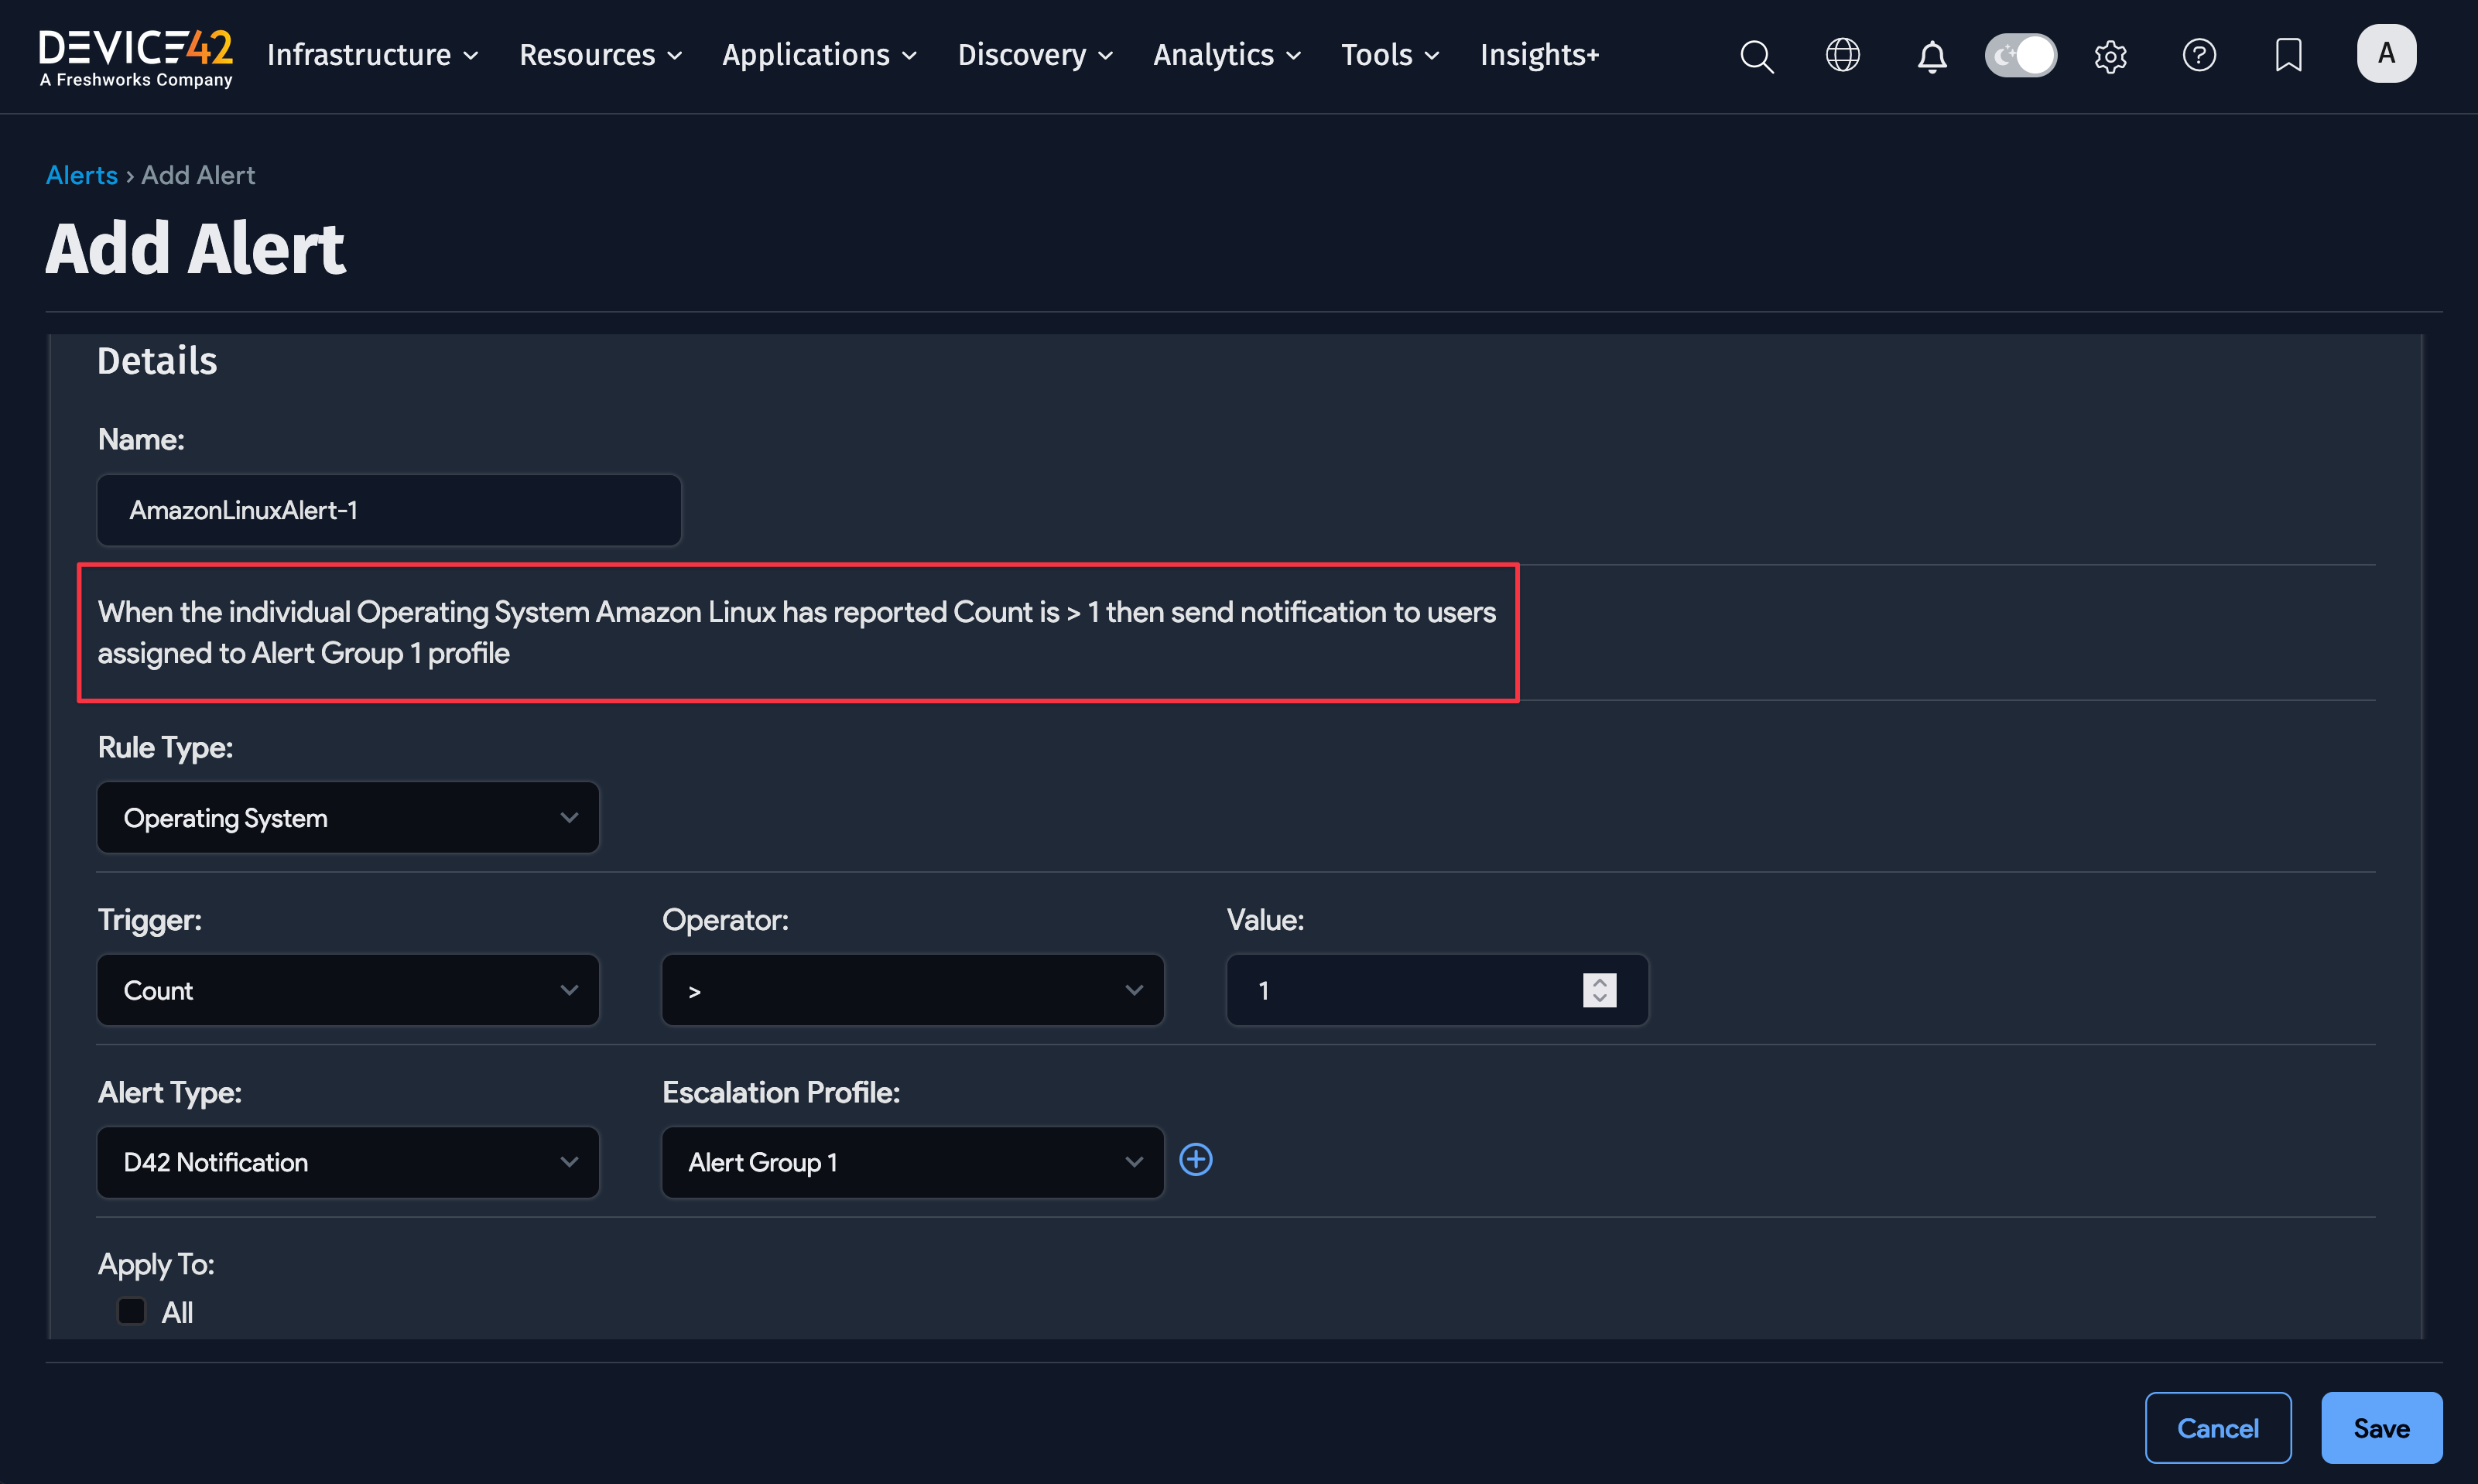 DEVICE42
A Freshworks Company
Infrastructure Resources Applications Discovery Analytics Tools Insights+
A
Alerts › Add Alert
Add Alert
Details
Name:
AmazonLinuxAlert-1
When the individual Operating System Amazon Linux has reported Count is > 1 then send notification to users
assigned to Alert Group 1 profile
Rule Type:
Operating System
Trigger: Operator: Value:
Count > 1
Alert Type: Escalation Profile:
D42 Notification Alert Group 1
Apply To:
All
Cancel Save